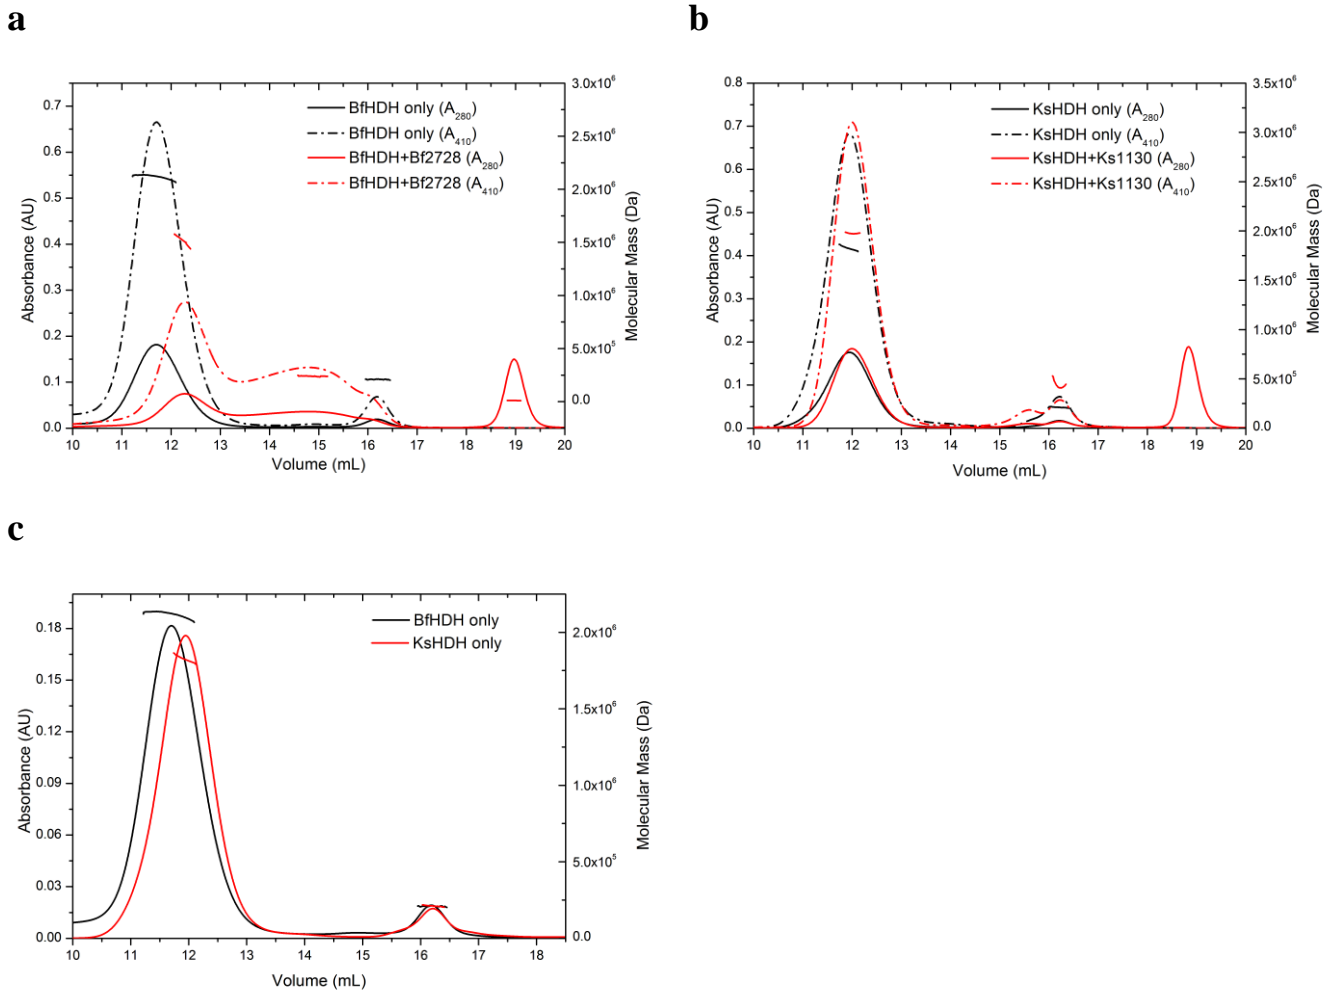 a
BfHDH only (A280)
BfHDH only (A410)
BfHDH+Bf2728 (A280)
BfHDH+Bf2728 (A410)
Absorbance (AU)
0.7
0.6
0.5
0.4
0.3
0.2
0.1
0.0
3.0x10^6
2.5x10^6
2.0x10^6
1.5x10^6
1.0x10^6
5.0x10^5
0.0
Molecular Mass (Da)
10 11 12 13 14 15 16 17 18 19 20
Volume (mL)
b
KsHDH only (A280)
KsHDH only (A410)
KsHDH+Ks1130 (A280)
KsHDH+Ks1130 (A410)
Absorbance (AU)
0.8
0.7
0.6
0.5
0.4
0.3
0.2
0.1
0.0
3.5x10^6
3.0x10^6
2.5x10^6
2.0x10^6
1.5x10^6
1.0x10^6
5.0x10^5
0.0
Molecular Mass (Da)
10 11 12 13 14 15 16 17 18 19 20
Volume (mL)
c
BfHDH only
KsHDH only
Absorbance (AU)
0.18
0.15
0.12
0.09
0.06
0.03
0.00
2.0x10^6
1.5x10^6
1.0x10^6
5.0x10^5
0.0
Molecular Mass (Da)
10 11 12 13 14 15 16 17 18
Volume (mL)